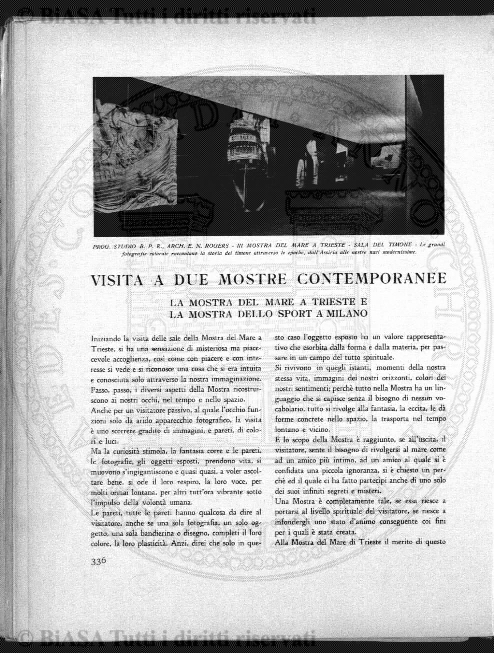 © BiASA Tutti i diritti riservati
PROG. STUDIO B. P. R., ARCH. E. N. ROGERS - III MOSTRA DEL MARE A TRIESTE - SALA DEL TIMONE - Le grandi
fotografie colorate raccontano la storia del timone attraverso le epoche, dall'Assiria alle nostre navi modernissime.
VISITA A DUE MOSTRE CONTEMPORANEE
LA MOSTRA DEL MARE A TRIESTE E
LA MOSTRA DELLO SPORT A MILANO
Iniziando la visita delle sale della Mostra del Mare a
Trieste, si ha una sensazione di misteriosa ma piace-
cevole accoglienza, così come con piacere e con inte-
resse si vede e si riconosce una cosa che si era intuita
e conosciuta solo attraverso la nostra immaginazione.
Passo, passo, i diversi aspetti della Mostra ricostrui-
scono ai nostri occhi, nel tempo e nello spazio.
Anche per un visitatore passivo, al quale l'occhio fun-
zioni solo da arido apparecchio fotografico, la visita
è uno scorrere gradito di immagini, e pareti, di colo-
ri e luci.
Ma la curiosità stimola, la fantasia corre e le pareti,
le fotografie, gli oggetti esposti, prendono vita, si
muovono s'ingigantiscono e quasi quasi, a voler ascol-
tare bene, si ode il loro respiro, la loro voce, per
molti ormai lontana, per altri tutt'ora vibrante sotto
l'impulso della volontà umana.
Le pareti, tutte le pareti hanno qualcosa da dire al
visitatore, anche se una sola fotografia, un solo og-
getto, una sola bandierina o disegno, completi il loro
colore, la loro plasticità. Anzi, direi che solo in que-
sto caso l'oggetto esposto ha un valore rappresenta-
tivo che esorbita dalla forma e dalla materia, per pas-
sare in un campo del tutto spirituale.
Si rivivono in quegli istanti, momenti della nostra
stessa vita, immagini dei nostri orizzonti, colori dei
nostri sentimenti; perchè tutto nella Mostra ha un lin-
guaggio che si capisce senza il bisogno di nessun vo-
cabolario, tutto si rivolge alla fantasia, la eccita, le dà
forme concrete nello spazio, la trasporta nel tempo
lontano e vicino.
E lo scopo della Mostra è raggiunto, se all'uscita, il
visitatore, sente il bisogno di rivolgersi al mare come
ad un amico più intimo, ad un amico al quale si è
confidata una piccola ignoranza, si è chiesto un per-
chè ed il quale ci ha fatto partecipi anche di uno solo
dei suoi infiniti segreti e misteri.
Una Mostra è completamente tale, se essa riesce a
portarsi al livello spirituale del visitatore, se riesce a
infondergli uno stato d'animo conseguente coi fini
per i quali è stata creata.
Alla Mostra del Mare di Trieste il merito di questo
336
© BiASA Tutti i diritti riservati